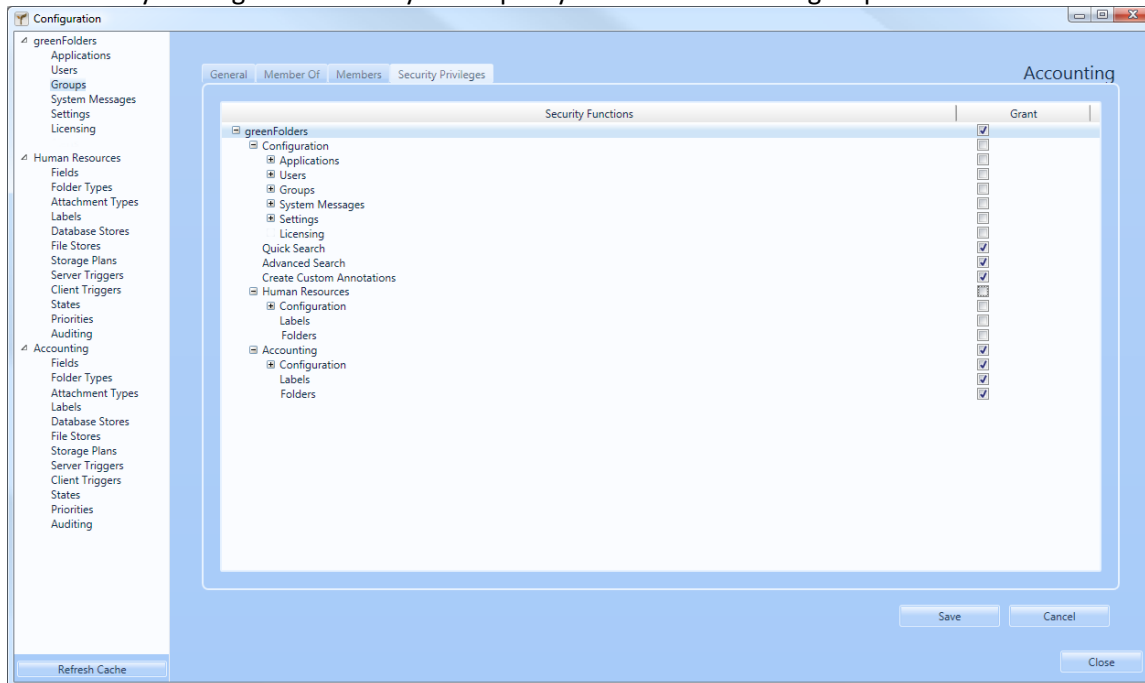 Configuration
greenFolders
Applications
Users
Groups
System Messages
Settings
Licensing
Human Resources
Fields
Folder Types
Attachment Types
Labels
Database Stores
File Stores
Storage Plans
Server Triggers
Client Triggers
States
Priorities
Auditing
Accounting
Fields
Folder Types
Attachment Types
Labels
Database Stores
File Stores
Storage Plans
Server Triggers
Client Triggers
States
Priorities
Auditing
Refresh Cache
General Member Of Members Security Privileges
Accounting
Security Functions Grant
greenFolders
Configuration
Applications
Users
Groups
System Messages
Settings
Licensing
Quick Search
Advanced Search
Create Custom Annotations
Human Resources
Configuration
Labels
Folders
Accounting
Configuration
Labels
Folders
Save Cancel
Close